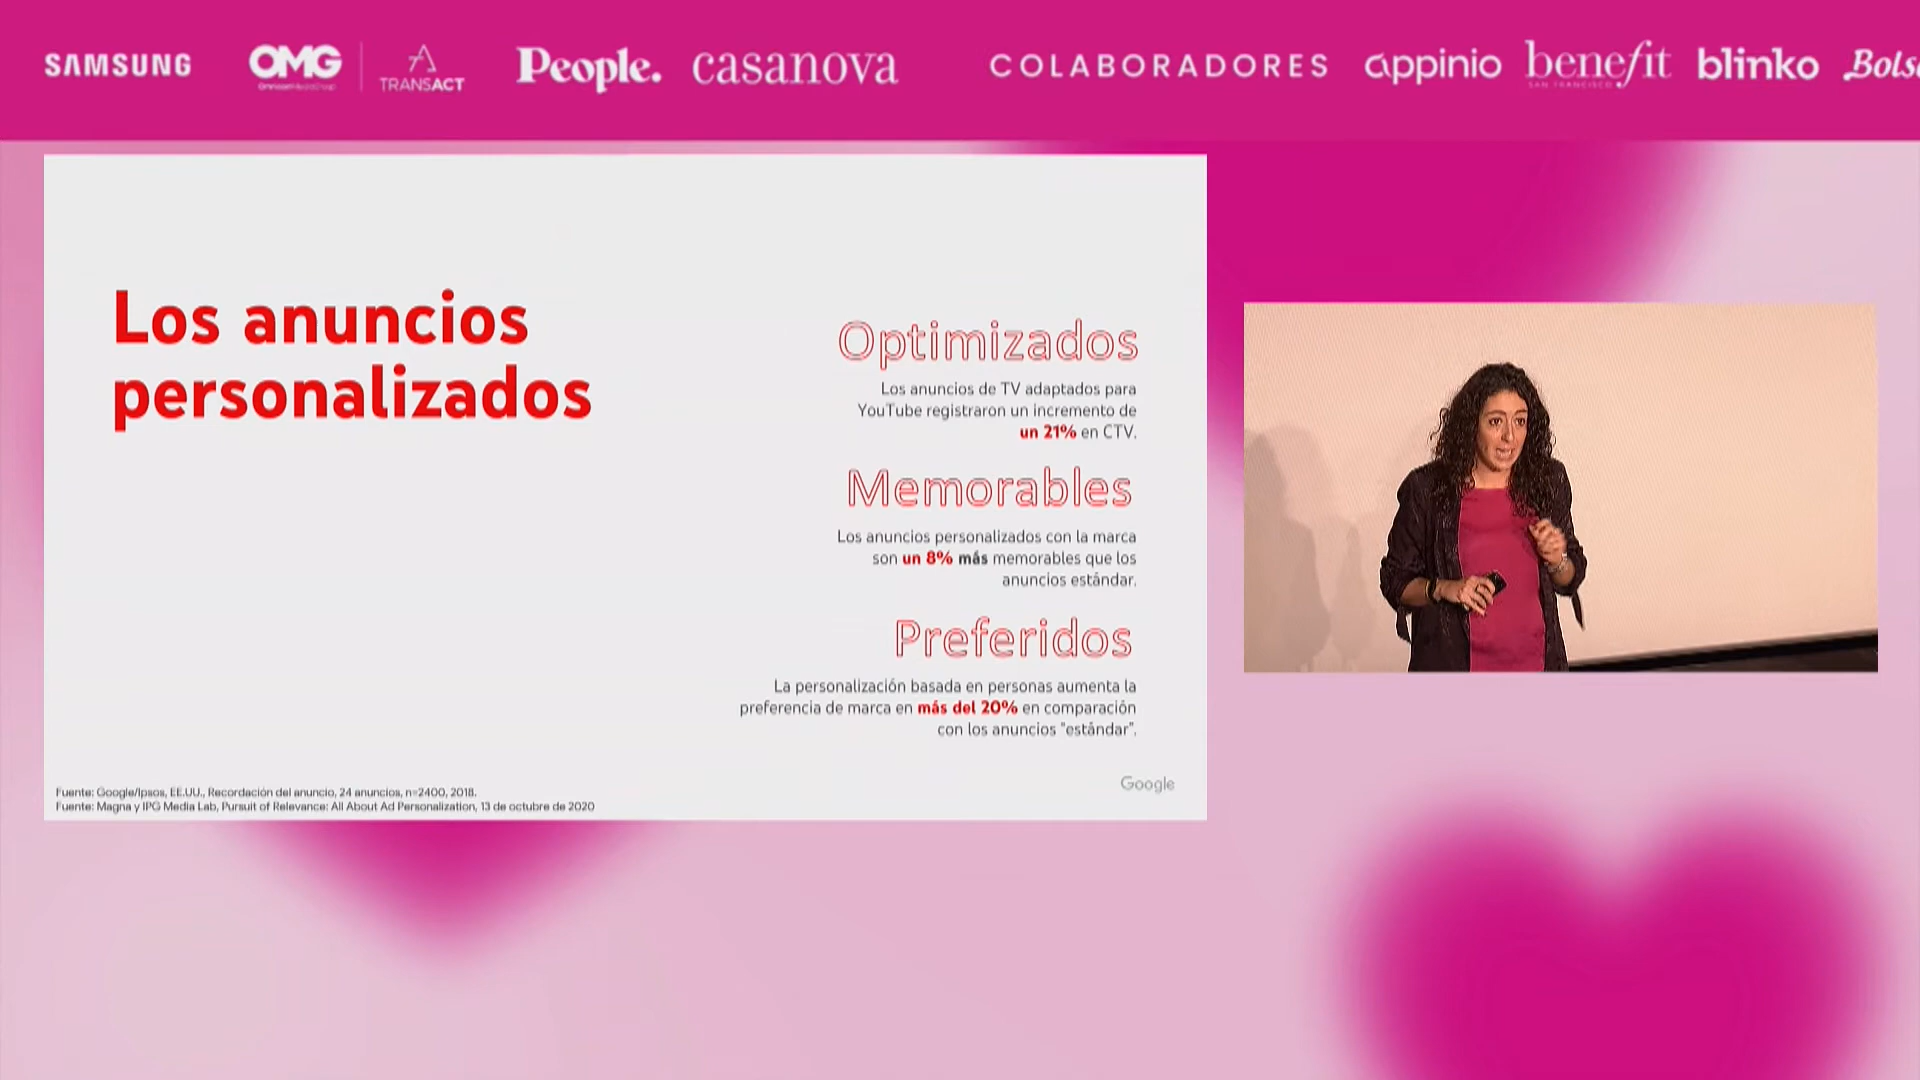 SAMSUNG
OMG
TRANSACT
People.
casanova
COLABORADORES
appinio
benefit
SAN FRANCISCO
blinko
Bols
Los anuncios
personalizados
Optimizados
Los anuncios de TV adaptados para
YouTube registraron un incremento de
un 21% en CTV.
Memorables
Los anuncios personalizados con la marca
son un 8% más memorables que los
anuncios estándar.
Preferidos
La personalización basada en personas aumenta la
preferencia de marca en más del 20% en comparación
con los anuncios "estándar".
Google
Fuente: Google/Ipsos, EE.UU., Recordación del anuncio, 24 anuncios, n=2400, 2018.
Fuente: Magna y IPG Media Lab, Pursuit of Relevance: All About Ad Personalization, 13 de octubre de 2020